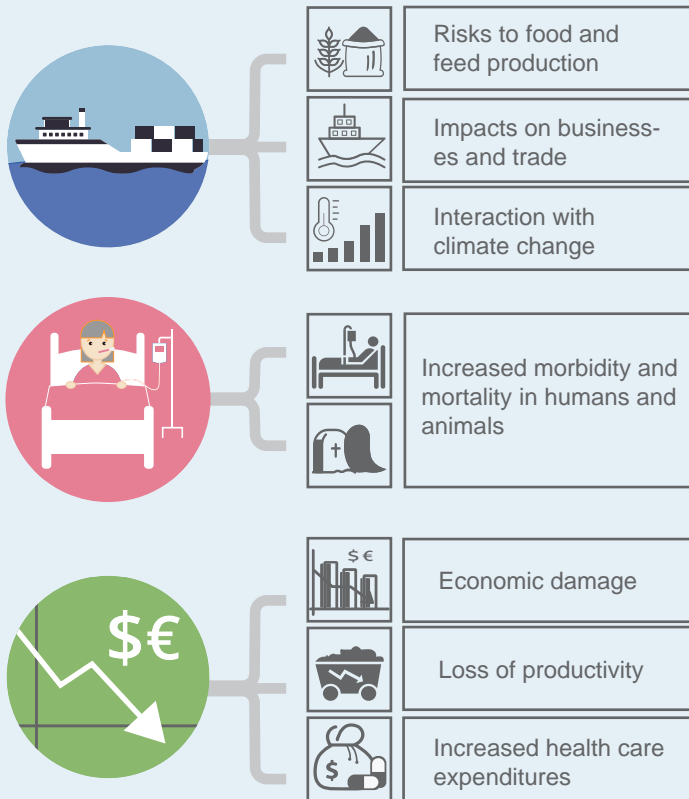 Risks to food and
feed production
Impacts on business-
es and trade
Interaction with
climate change
Increased morbidity and
mortality in humans and
animals
$ €
$€
Economic damage
Loss of productivity
$
Increased health care
expenditures